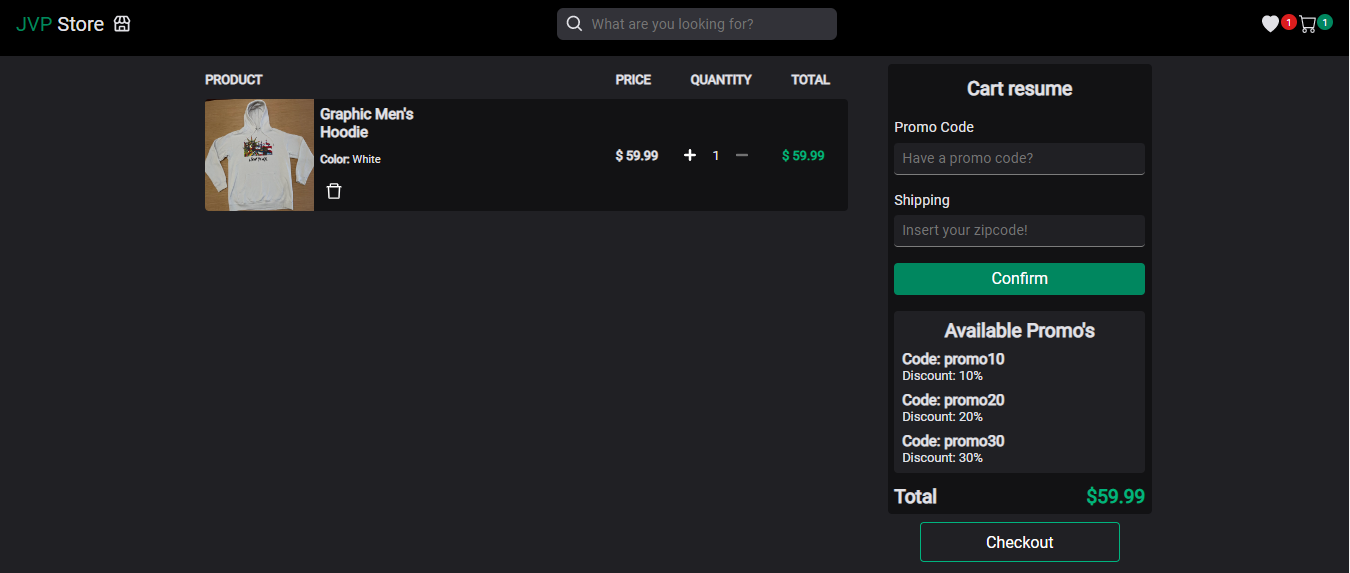 JVP Store
What are you looking for?
1
1
PRODUCT PRICE QUANTITY TOTAL
Graphic Men's
Hoodie
Color: White
$ 59.99 1 $ 59.99
Cart resume
Promo Code
Have a promo code?
Shipping
Insert your zipcode!
Confirm
Available Promo's
Code: promo10
Discount: 10%
Code: promo20
Discount: 20%
Code: promo30
Discount: 30%
Total $59.99
Checkout